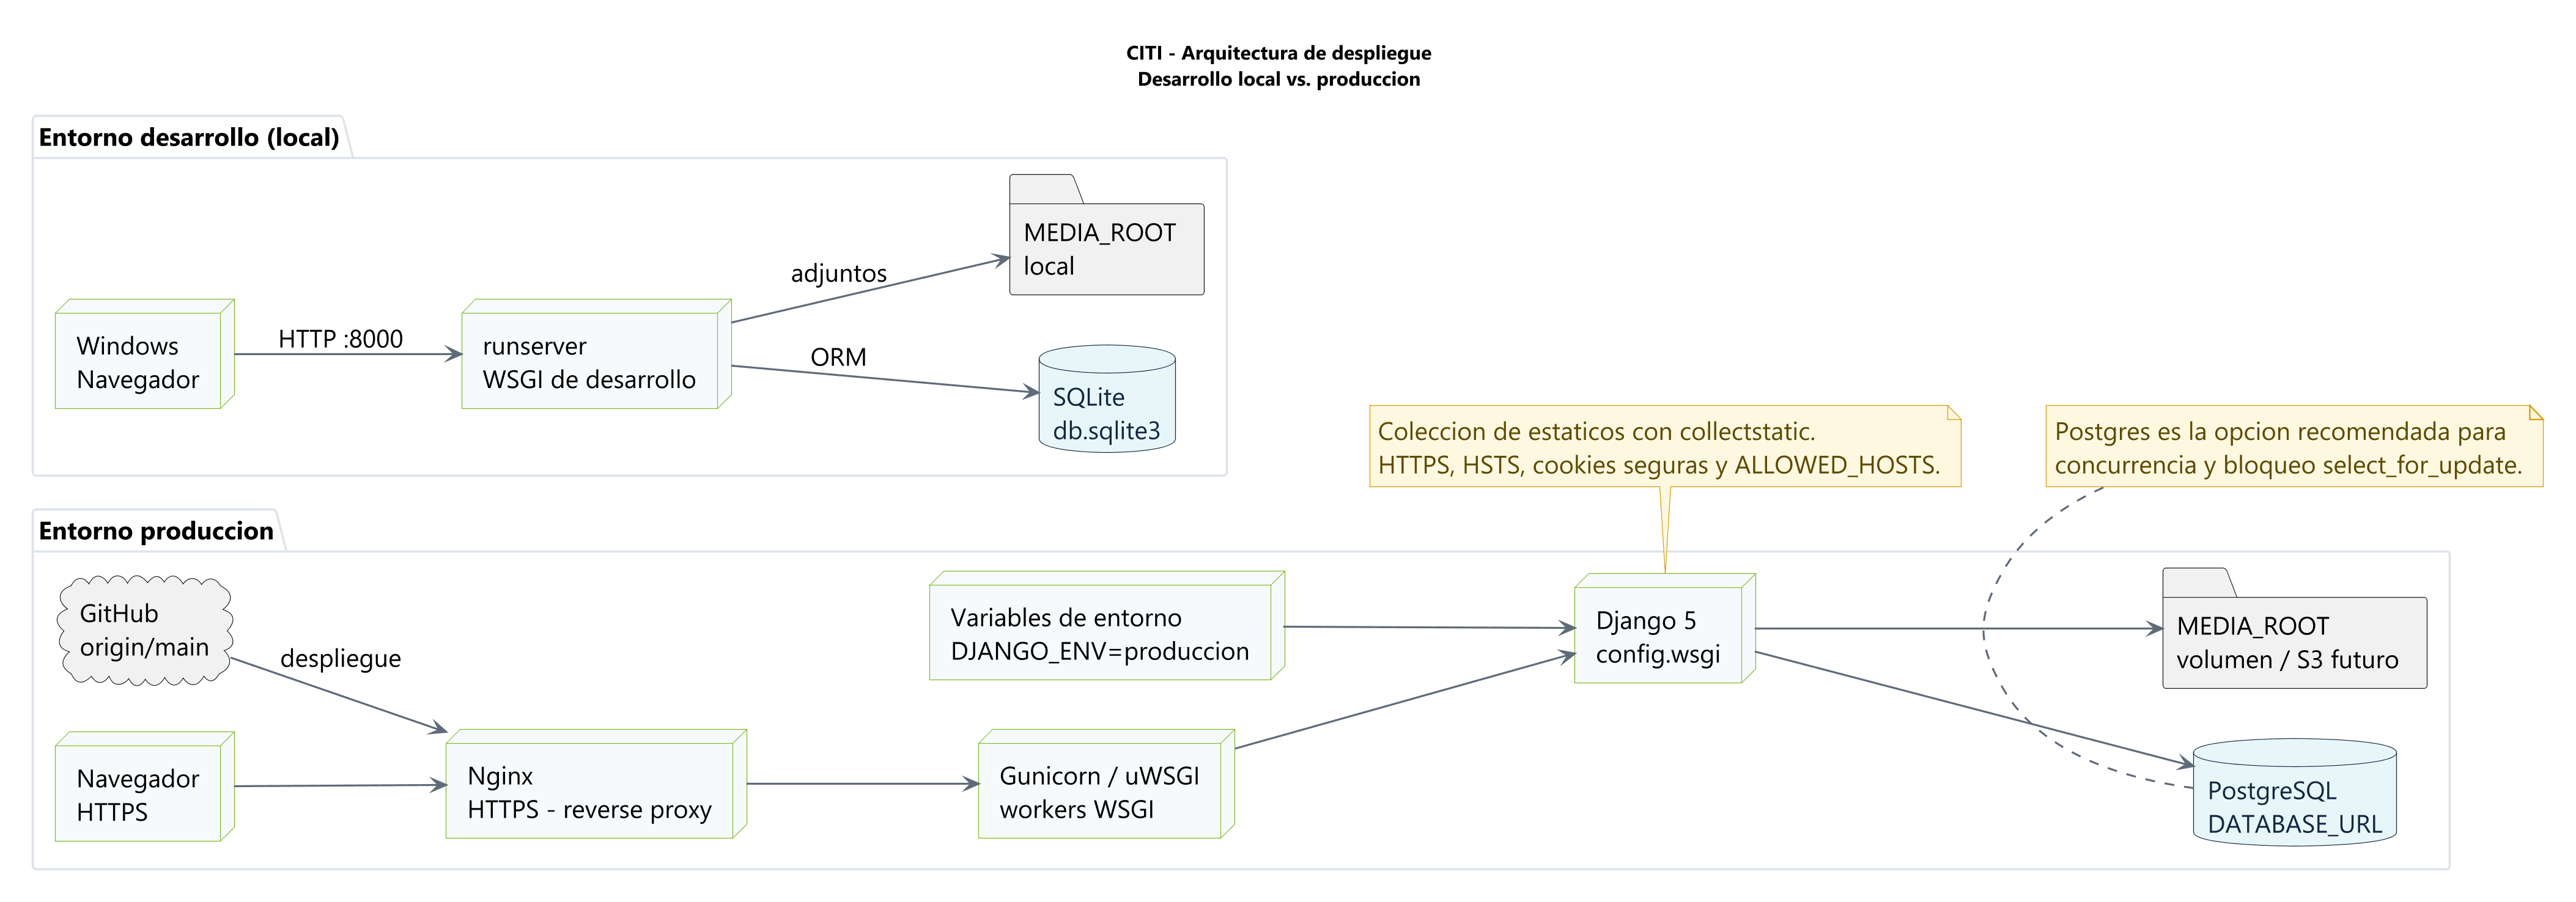 CITI - Arquitectura de despliegue
Desarrollo local vs. produccion
Entorno desarrollo (local)
Windows
Navegador
HTTP :8000
runserver
WSGI de desarrollo
adjuntos
ORM
MEDIA_ROOT
local
SQLite
db.sqlite3
Coleccion de estaticos con collectstatic.
HTTPS, HSTS, cookies seguras y ALLOWED_HOSTS.
Postgres es la opcion recomendada para
concurrencia y bloqueo select_for_update.
Entorno produccion
GitHub
origin/main
despliegue
Navegador
HTTPS
Nginx
HTTPS - reverse proxy
Variables de entorno
DJANGO_ENV=produccion
Gunicorn / uWSGI
workers WSGI
Django 5
config.wsgi
MEDIA_ROOT
volumen / S3 futuro
PostgreSQL
DATABASE_URL